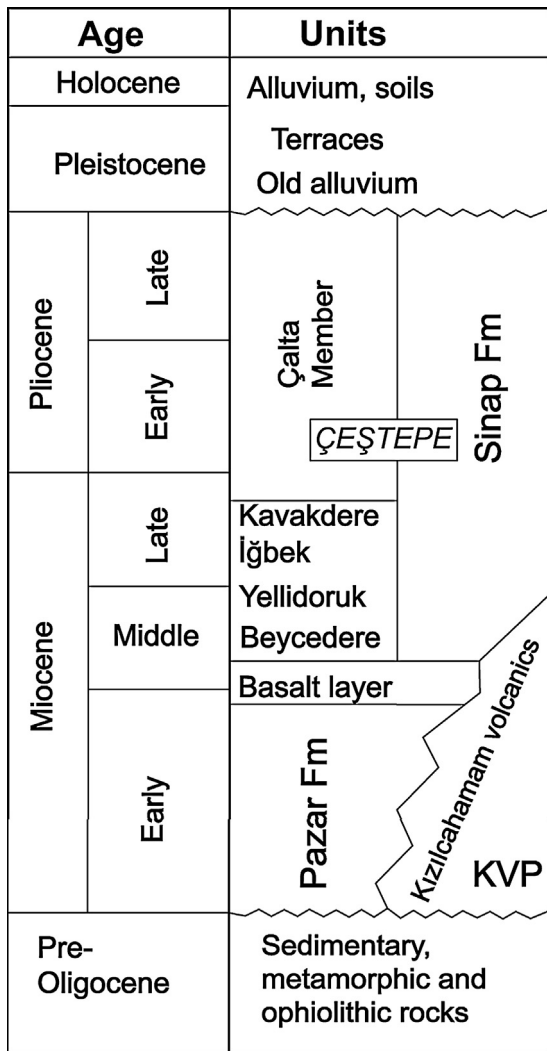 Age
Units
Holocene
Alluvium, soils
Pleistocene
Terraces
Old alluvium
Pliocene
Late
Early
Çalta
Member
ÇEŞTEPE
Sinap Fm
Miocene
Late
Middle
Early
Kavakdere
İğbek
Yellidoruk
Beycedere
Basalt layer
Pazar Fm
Kızılcahamam volcanics
KVP
Pre-
Oligocene
Sedimentary,
metamorphic and
ophiolithic rocks